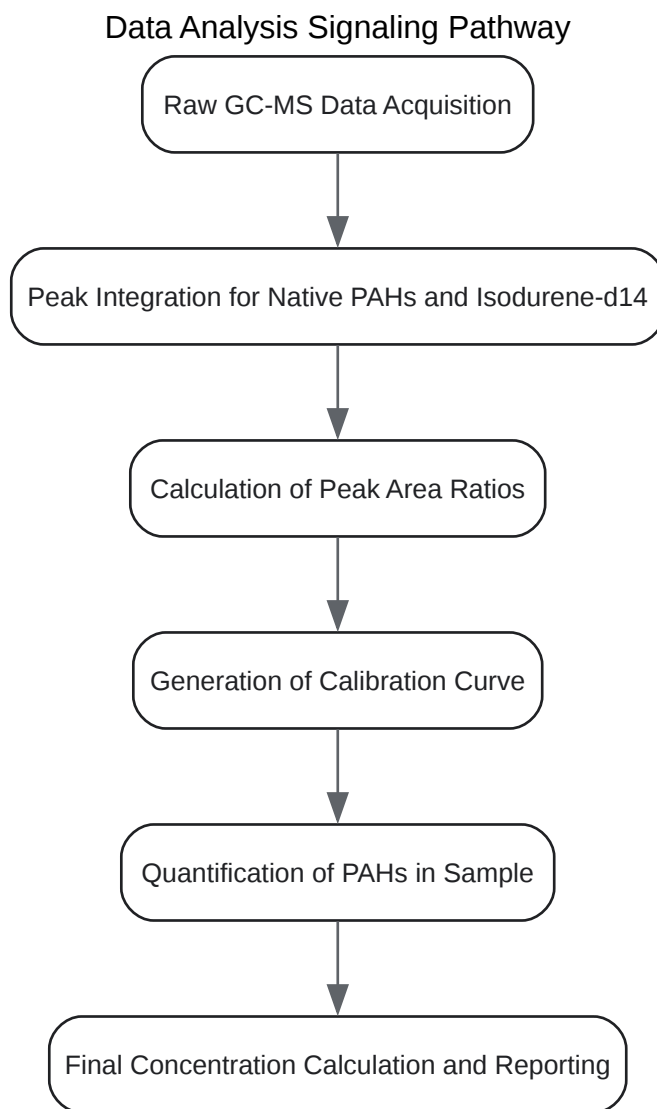 Data Analysis Signaling Pathway
Raw GC-MS Data Acquisition
Peak Integration for Native PAHs and Isodurene-d14
Calculation of Peak Area Ratios
Generation of Calibration Curve
Quantification of PAHs in Sample
Final Concentration Calculation and Reporting